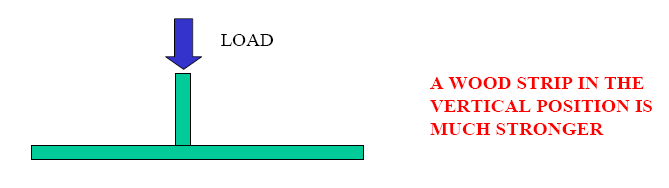 LOAD
A WOOD STRIP IN THE
VERTICAL POSITION IS
MUCH STRONGER